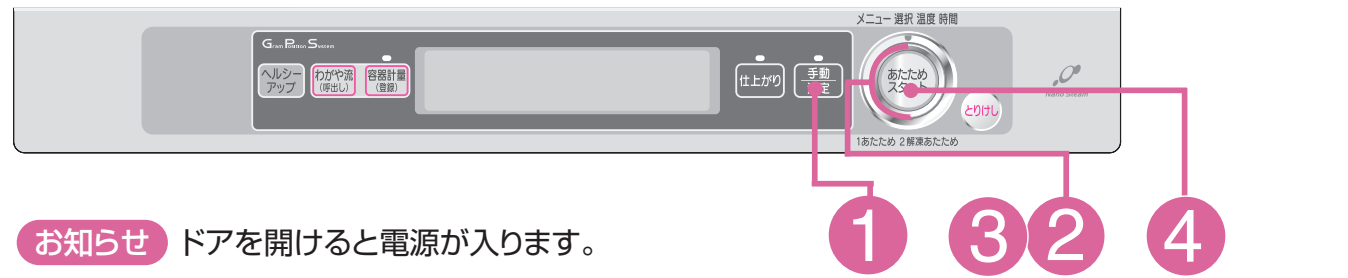 メニュー 選択 温度 時間
Gram Position System
ヘルシー
アップ
わがや流
(呼出し)
容器計量
(登録)
仕上がり
手動
あたため
スタート
とりけし
Nano Steam
1あたため 2解凍あたため
1
3
2
4
お知らせ ドアを開けると電源が入ります。